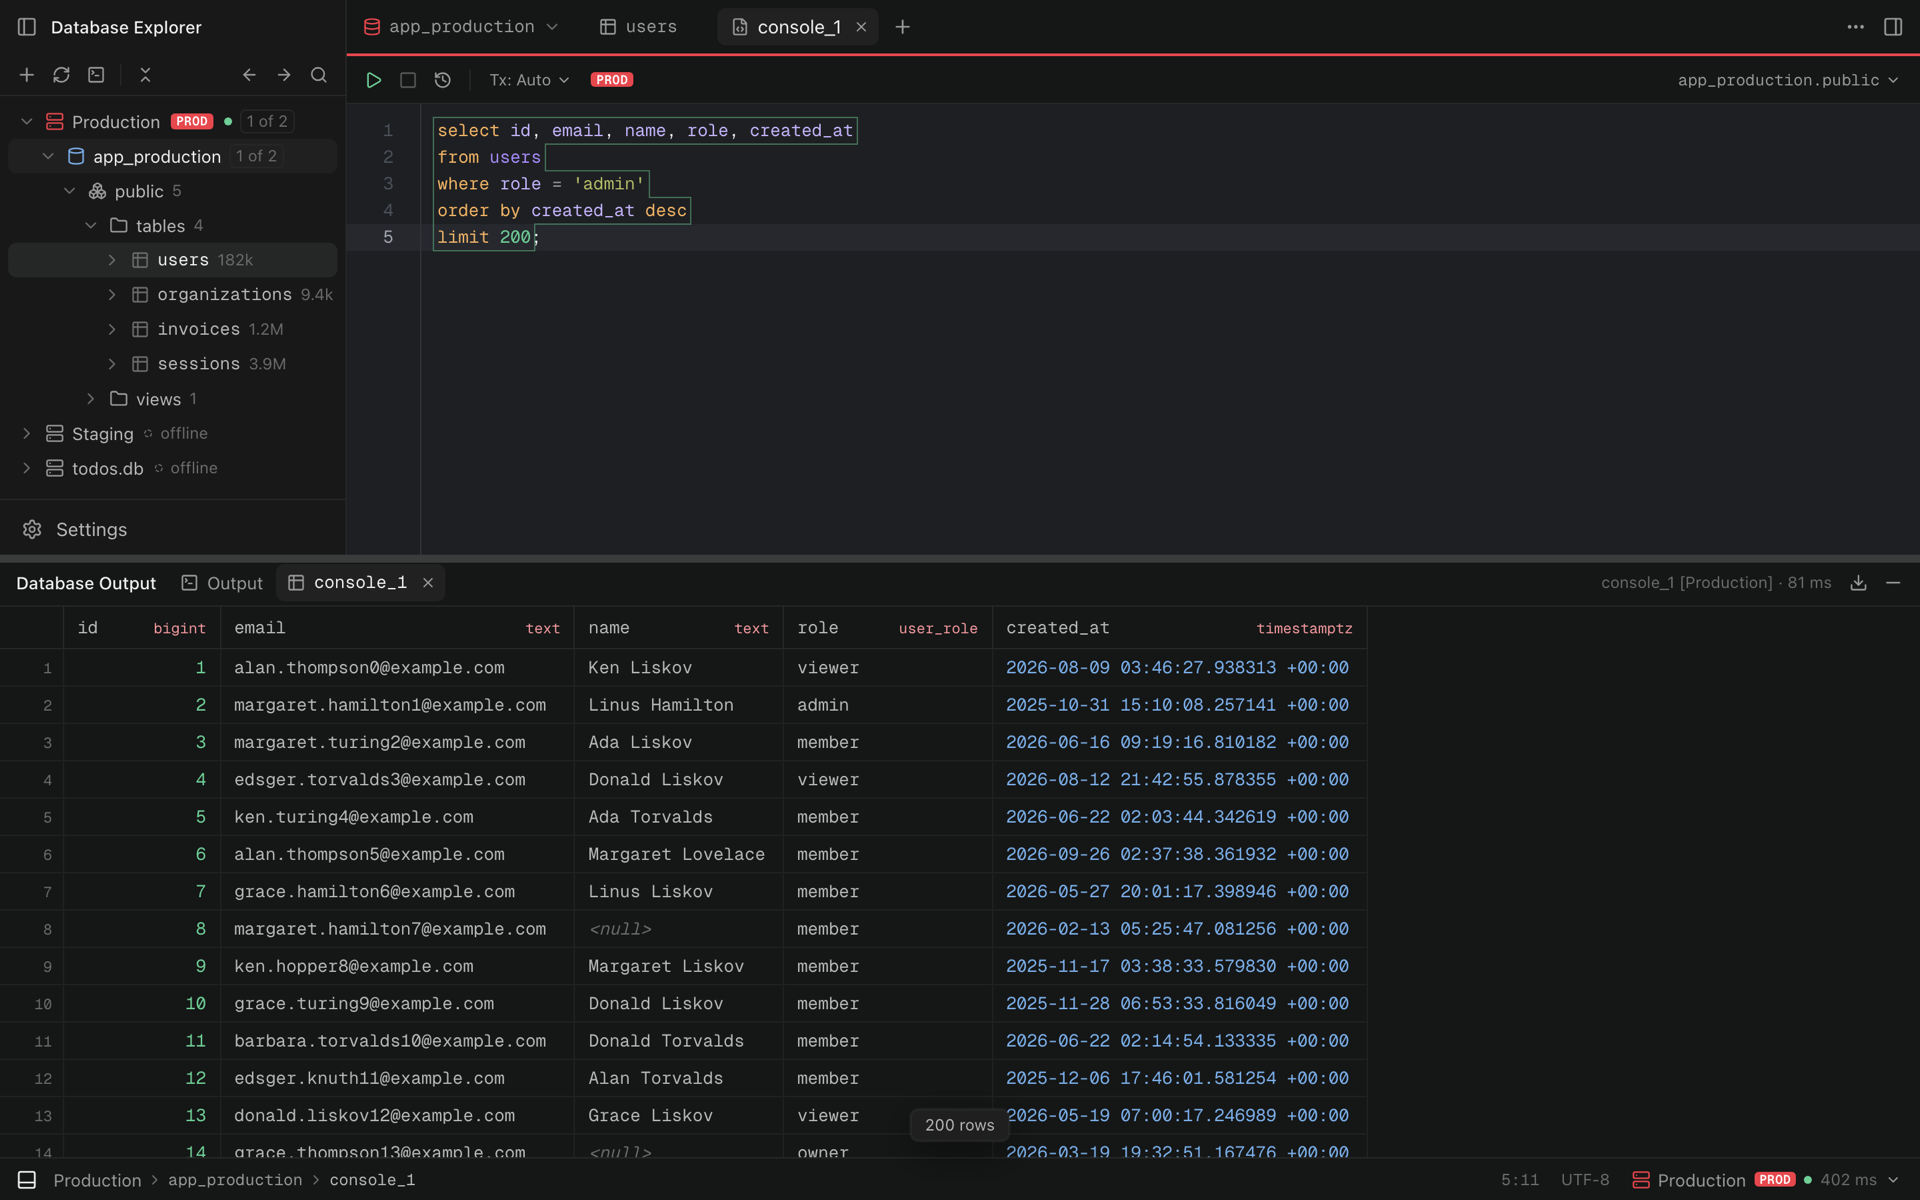 Database Explorer
app_production
users
console_1
Tx: Auto
PROD
app_production.public
Production PROD 1 of 2
app_production 1 of 2
public 5
tables 4
users 182k
organizations 9.4k
invoices 1.2M
sessions 3.9M
views 1
Staging offline
todos.db offline
Settings
1 select id, email, name, role, created_at
2 from users
3 where role = 'admin'
4 order by created_at desc
5 limit 200;
Database Output Output console_1 console_1 [Production] · 81 ms
id bigint email text name text role user_role created_at timestamptz
1 1 alan.thompson0@example.com Ken Liskov viewer 2026-08-09 03:46:27.938313 +00:00
2 2 margaret.hamilton1@example.com Linus Hamilton admin 2025-10-31 15:10:08.257141 +00:00
3 3 margaret.turing2@example.com Ada Liskov member 2026-06-16 09:19:16.810182 +00:00
4 4 edsger.torvalds3@example.com Donald Liskov viewer 2026-08-12 21:42:55.878355 +00:00
5 5 ken.turing4@example.com Ada Torvalds member 2026-06-22 02:03:44.342619 +00:00
6 6 alan.thompson5@example.com Margaret Lovelace member 2026-09-26 02:37:38.361932 +00:00
7 7 grace.hamilton6@example.com Linus Liskov member 2026-05-27 20:01:17.398946 +00:00
8 8 margaret.hamilton7@example.com <null> member 2026-02-13 05:25:47.081256 +00:00
9 9 ken.hopper8@example.com Margaret Liskov member 2025-11-17 03:38:33.579830 +00:00
10 10 grace.turing9@example.com Donald Liskov member 2025-11-28 06:53:33.816049 +00:00
11 11 barbara.torvalds10@example.com Donald Torvalds member 2026-06-22 02:14:54.133335 +00:00
12 12 edsger.knuth11@example.com Alan Torvalds member 2025-12-06 17:46:01.581254 +00:00
13 13 donald.liskov12@example.com Grace Liskov viewer 2026-05-19 07:00:17.246989 +00:00
14 14 grace.thompson13@example.com <null> owner 2026-03-19 19:32:51.167476 +00:00
200 rows
Production > app_production > console_1 5:11 UTF-8 Production PROD 402 ms